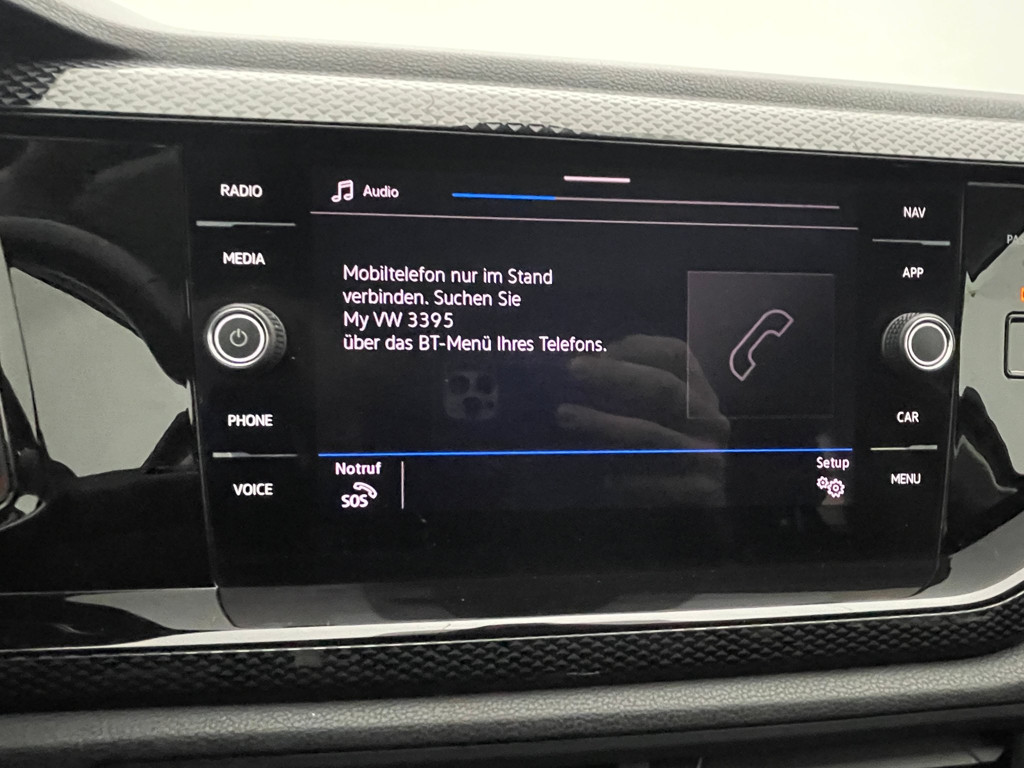 RADIO
Audio
NAV
MEDIA
APP
Mobiltelefon nur im Stand
verbinden. Suchen Sie
My VW 3395
über das BT-Menü Ihres Telefons.
PHONE
CAR
VOICE
Notruf
SOS
Setup
MENU